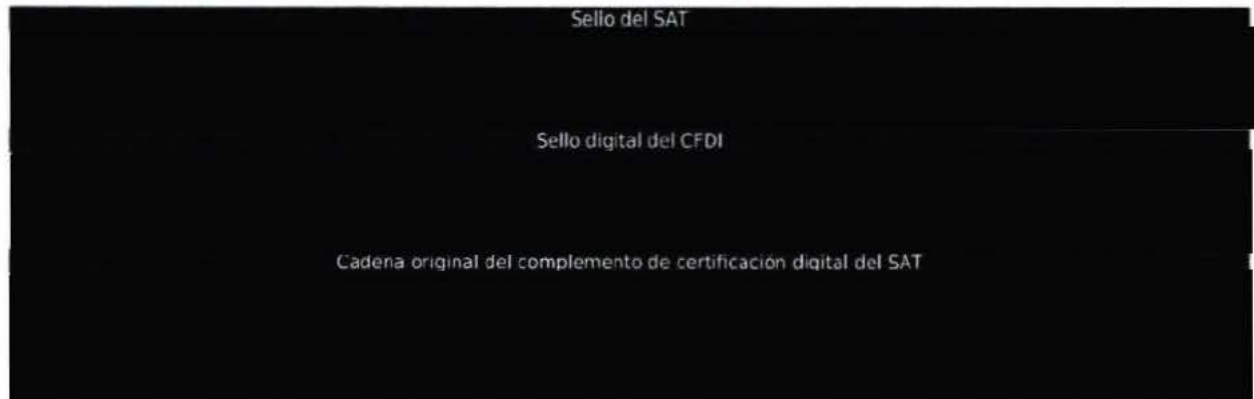 Sello del SAT
Sello digital del CFDI
Cadena original del complemento de certificación digital del SAT